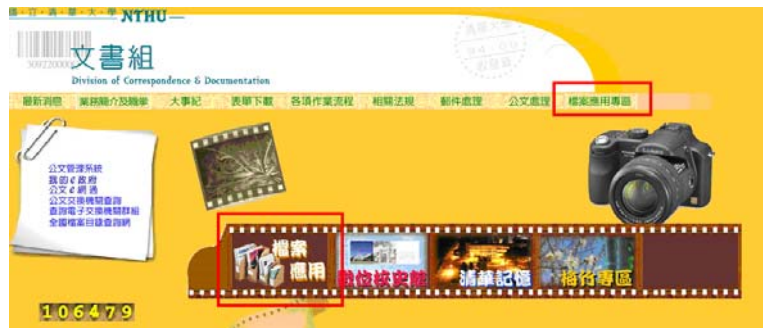 國‧立‧清‧華‧大‧學 NTHU
309220000
文書組
Division of Correspondence & Documentation
最新消息 業務簡介及職掌 大事紀 表單下載 各項作業流程 相關法規 郵件處理 公文處理 檔案應用專區
公文管理系統
我的e政府
公文e網通
公文交換機關查詢
查詢電子交換機關群組
全國檔案目錄查詢網
檔案應用 數位校史館 清華記憶 梅竹專區
106479